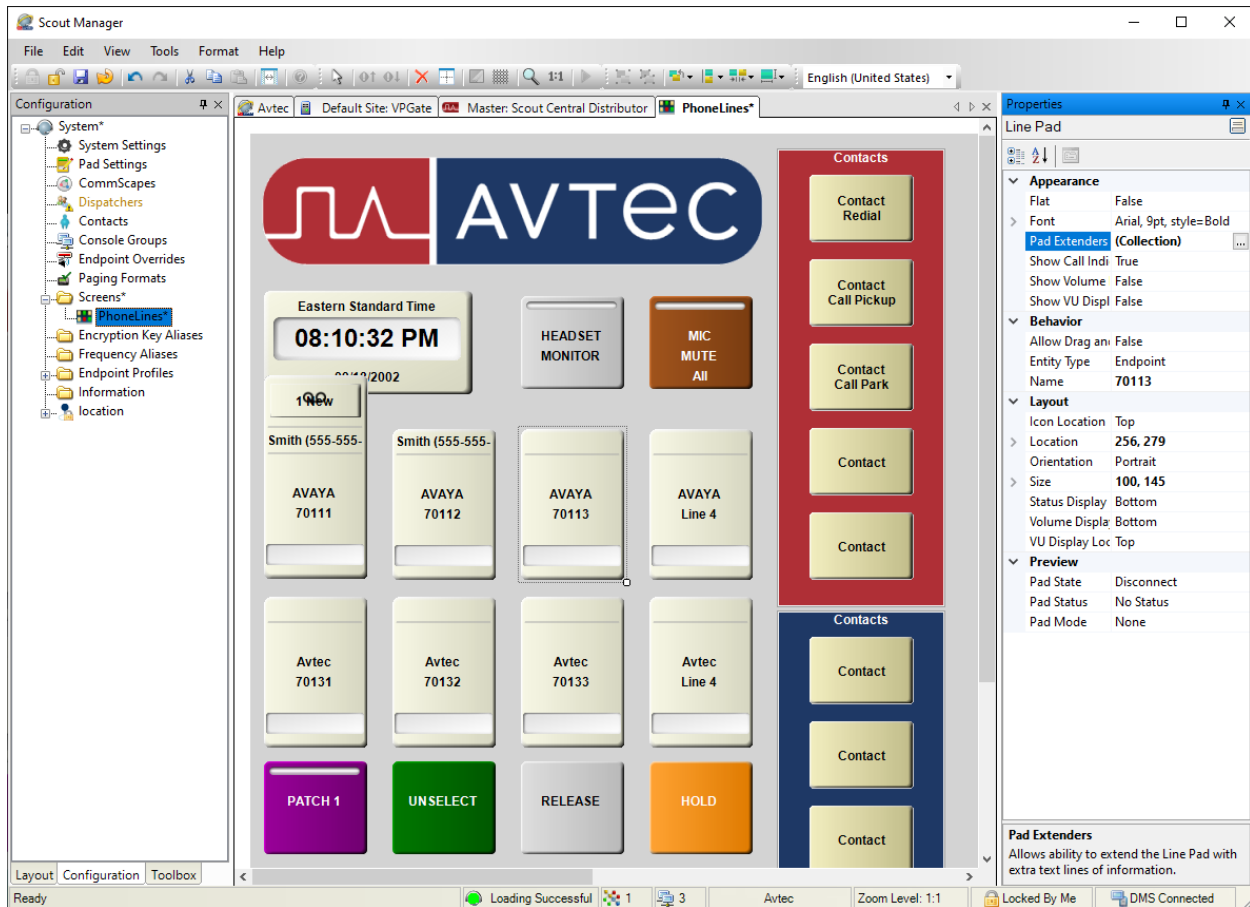 Scout Manager
File Edit View Tools Format Help
1:1 English (United States)
Configuration
System*
System Settings
Pad Settings
CommScapes
Dispatchers
Contacts
Console Groups
Endpoint Overrides
Paging Formats
Screens*
PhoneLines*
Encryption Key Aliases
Frequency Aliases
Endpoint Profiles
Information
location
Layout Configuration Toolbox
Avtec Default Site: VPGate Master: Scout Central Distributor PhoneLines*
AVTEC
Eastern Standard Time
08:10:32 PM
/2002
HEADSET
MONITOR
MIC
MUTE
All
1 New
Smith (555-555-
AVAYA
70111
Smith (555-555-
AVAYA
70112
AVAYA
70113
AVAYA
Line 4
Avtec
70131
Avtec
70132
Avtec
70133
Avtec
Line 4
PATCH 1
UNSELECT
RELEASE
HOLD
Contacts
Contact
Redial
Contact
Call Pickup
Contact
Call Park
Contact
Contact
Contacts
Contact
Contact
Contact
Properties
Line Pad
Appearance
Flat False
Font Arial, 9pt, style=Bold
Pad Extenders (Collection) ...
Show Call Indi True
Show Volume False
Show VU Displ False
Behavior
Allow Drag an False
Entity Type Endpoint
Name 70113
Layout
Icon Location Top
Location 256, 279
Orientation Portrait
Size 100, 145
Status Display Bottom
Volume Displa Bottom
VU Display Loc Top
Preview
Pad State Disconnect
Pad Status No Status
Pad Mode None
Pad Extenders
Allows ability to extend the Line Pad with
extra text lines of information.
Ready Loading Successful 1 3 Avtec Zoom Level: 1:1 Locked By Me DMS Connected